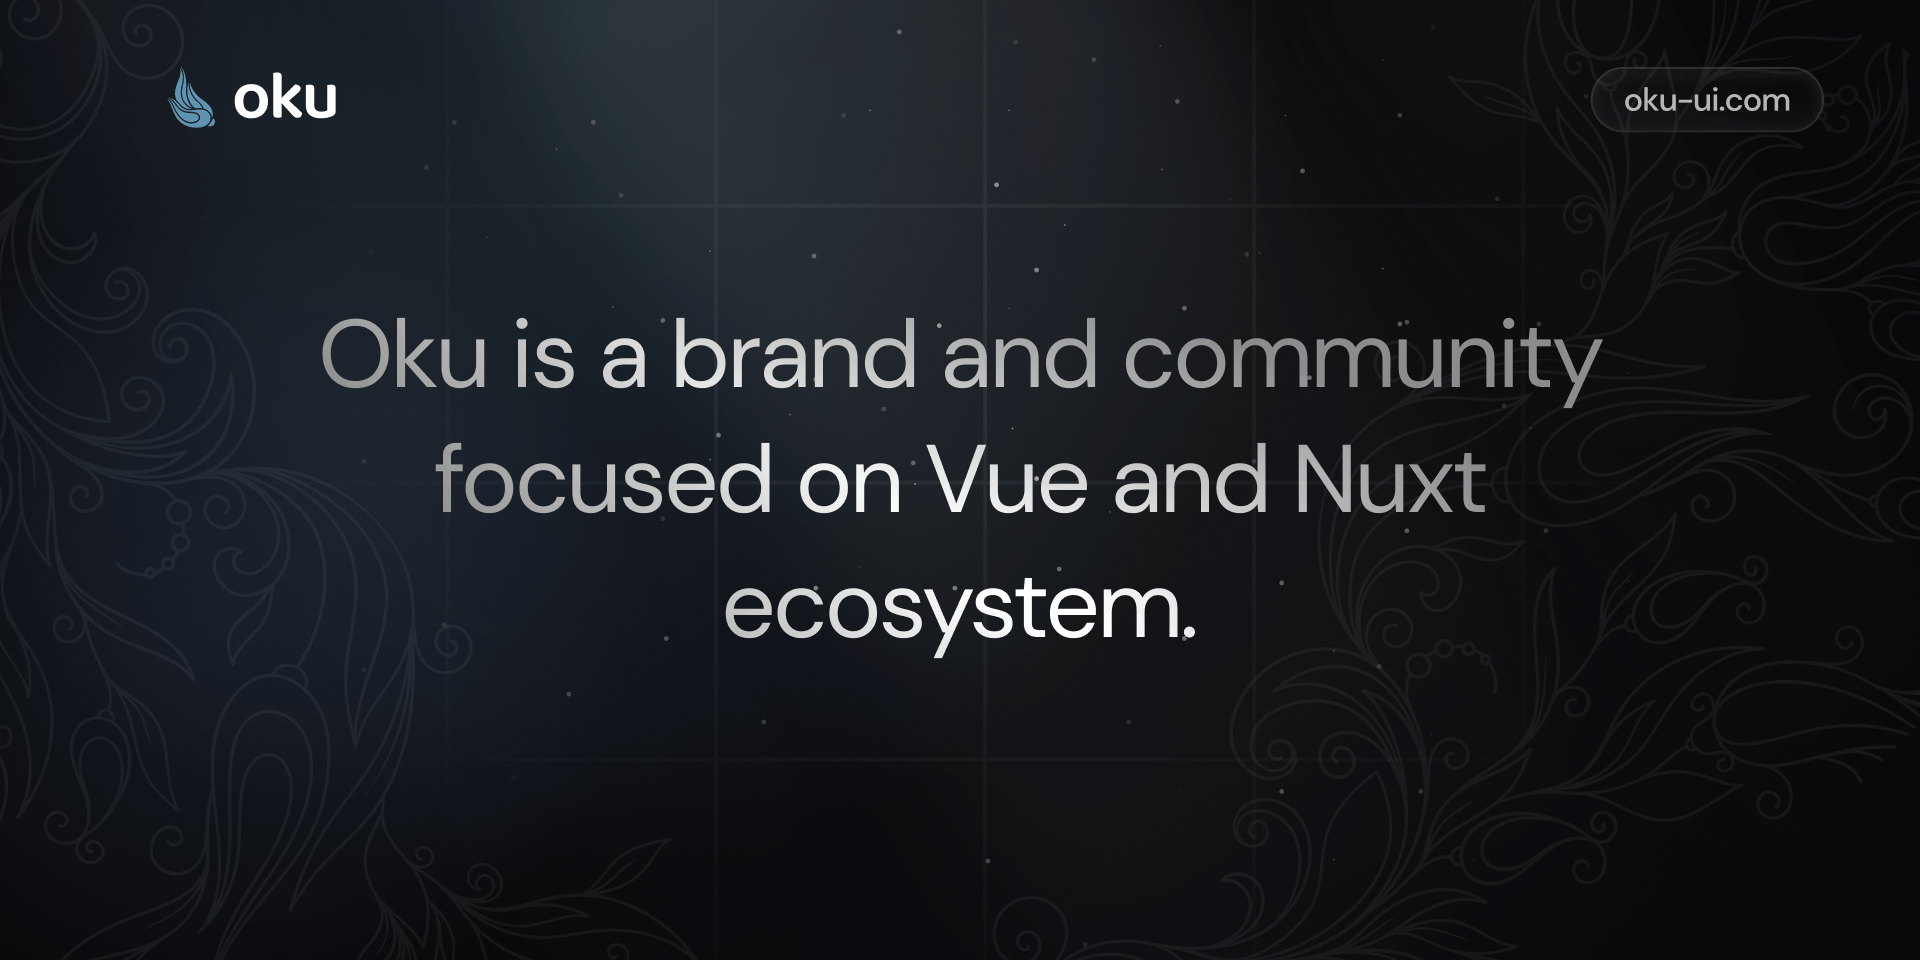 oku
oku-ui.com
Oku is a brand and community
focused on Vue and Nuxt
ecosystem.